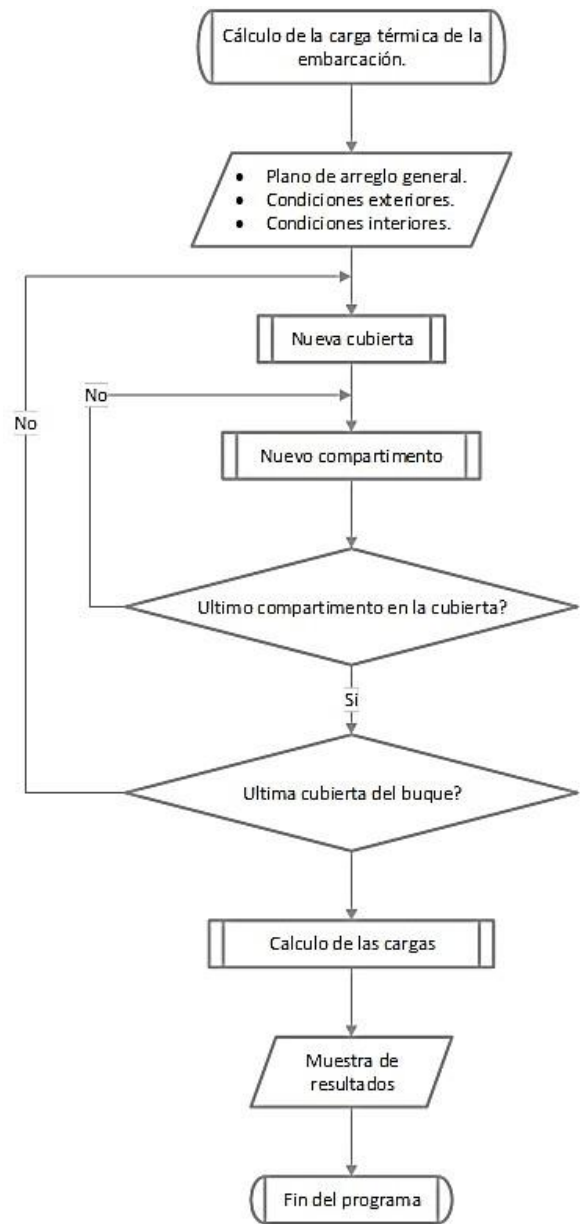 Cálculo de la carga térmica de la
embarcación.
• Plano de arreglo general.
• Condiciones exteriores.
• Condiciones interiores.
Nueva cubierta
No
No
Nuevo compartimento
Ultimo compartimento en la cubierta?
Si
Ultima cubierta del buque?
Calculo de las cargas
Muestra de
resultados
Fin del programa